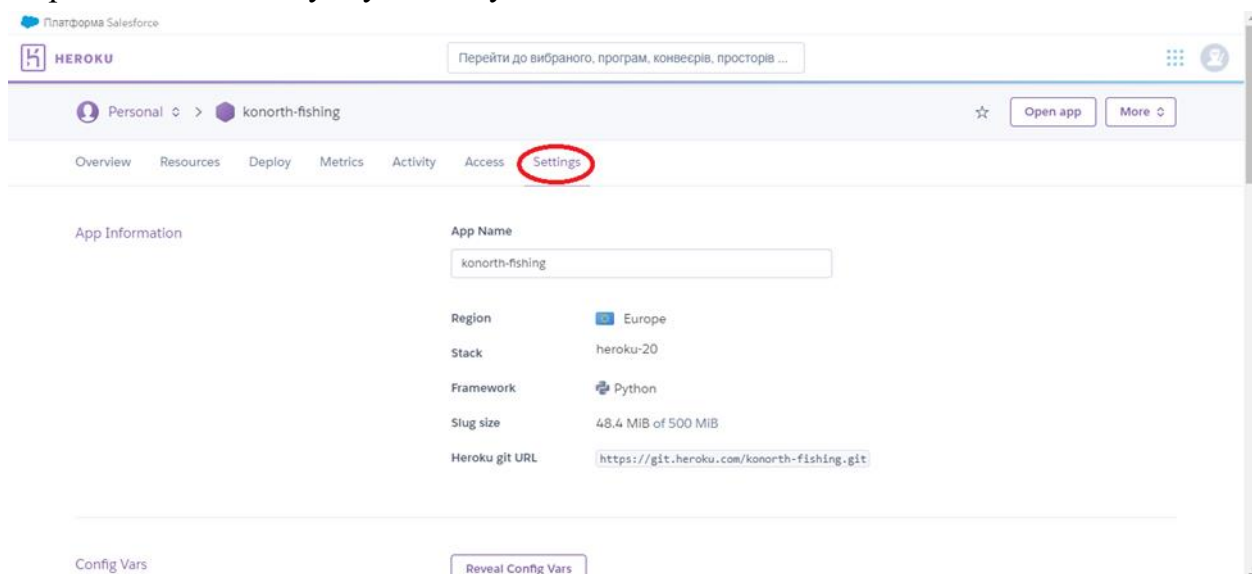 Платформа Salesforce
HEROKU
Перейти до вибраного, програм, конвеєрів, просторів ...
Personal > konorth-fishing
Open app
More
Overview Resources Deploy Metrics Activity Access Settings
App Information
App Name
konorth-fishing
Region Europe
Stack heroku-20
Framework Python
Slug size 48.4 MiB of 500 MiB
Heroku git URL https://git.heroku.com/konorth-fishing.git
Config Vars
Reveal Config Vars